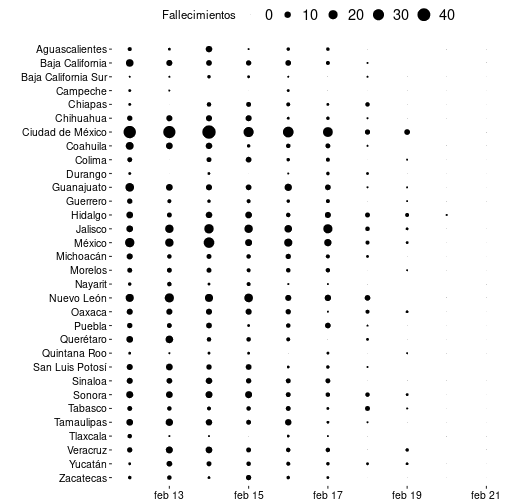 Fallecimientos 0 10 20 30 40
Aguascalientes
Baja California
Baja California Sur
Campeche
Chiapas
Chihuahua
Ciudad de México
Coahuila
Colima
Durango
Guanajuato
Guerrero
Hidalgo
Jalisco
México
Michoacán
Morelos
Nayarit
Nuevo León
Oaxaca
Puebla
Querétaro
Quintana Roo
San Luis Potosí
Sinaloa
Sonora
Tabasco
Tamaulipas
Tlaxcala
Veracruz
Yucatán
Zacatecas
feb 13 feb 15 feb 17 feb 19 feb 21